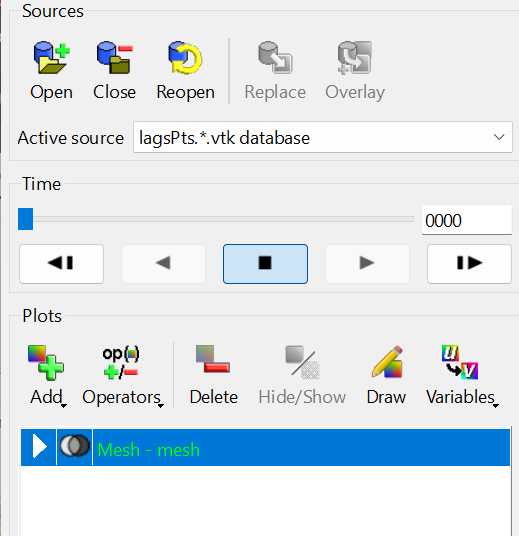 Sources
Open Close Reopen Replace Overlay
Active source lagsPts.*.vtk database
Time
0000
Plots
op( )
+/-
u
v
Add Operators Delete Hide/Show Draw Variables
Mesh - mesh